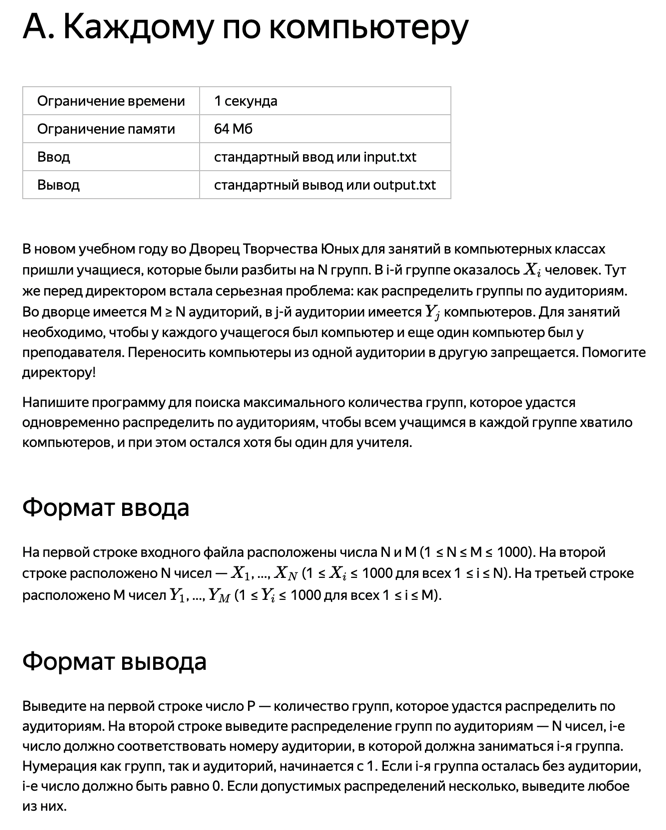 А. Каждому по компьютеру
Ограничение времени 1 секунда
Ограничение памяти 64 Мб
Ввод стандартный ввод или input.txt
Вывод стандартный вывод или output.txt
В новом учебном году во Дворец Творчества Юных для занятий в компьютерных классах
пришли учащиеся, которые были разбиты на N групп. В i-й группе оказалось X_i человек. Тут
же перед директором встала серьезная проблема: как распределить группы по аудиториям.
Во дворце имеется M ≥ N аудиторий, в j-й аудитории имеется Y_j компьютеров. Для занятий
необходимо, чтобы у каждого учащегося был компьютер и еще один компьютер был у
преподавателя. Переносить компьютеры из одной аудитории в другую запрещается. Помогите
директору!
Напишите программу для поиска максимального количества групп, которое удастся
одновременно распределить по аудиториям, чтобы всем учащимся в каждой группе хватило
компьютеров, и при этом остался хотя бы один для учителя.
Формат ввода
На первой строке входного файла расположены числа N и M (1 ≤ N ≤ M ≤ 1000). На второй
строке расположено N чисел — X_1, ..., X_N (1 ≤ X_i ≤ 1000 для всех 1 ≤ i ≤ N). На третьей строке
расположено M чисел Y_1, ..., Y_M (1 ≤ Y_i ≤ 1000 для всех 1 ≤ i ≤ M).
Формат вывода
Выведите на первой строке число P — количество групп, которое удастся распределить по
аудиториям. На второй строке выведите распределение групп по аудиториям — N чисел, i-е
число должно соответствовать номеру аудитории, в которой должна заниматься i-я группа.
Нумерация как групп, так и аудиторий, начинается с 1. Если i-я группа осталась без аудитории,
i-е число должно быть равно 0. Если допустимых распределений несколько, выведите любое
из них.